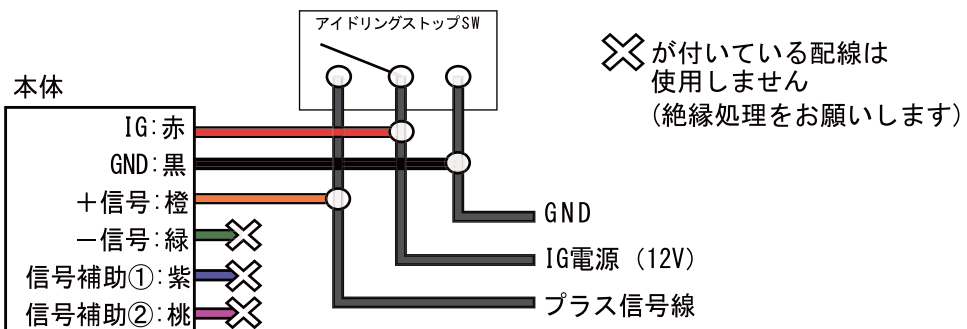 アイドリングストップSW
が付いている配線は
使用しません
(絶縁処理をお願いします)
本体
IG:赤
GND:黒
+信号:橙
-信号:緑
信号補助①:紫
信号補助②:桃
GND
IG電源 (12V)
プラス信号線